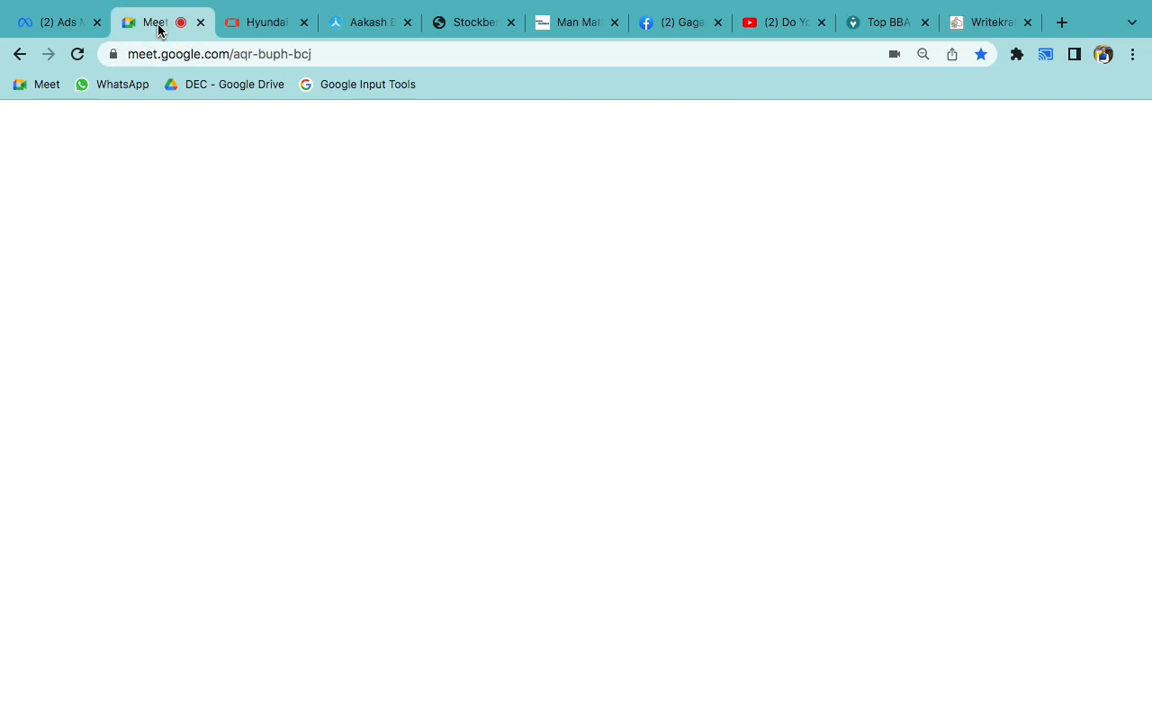 (2) Ads Meet Hyundai Aakash Stockbe Man Mat (2) Gaga (2) Do Yo Top BBA Writekra
meet.google.com/aqr-buph-bcj
Meet WhatsApp DEC - Google Drive Google Input Tools